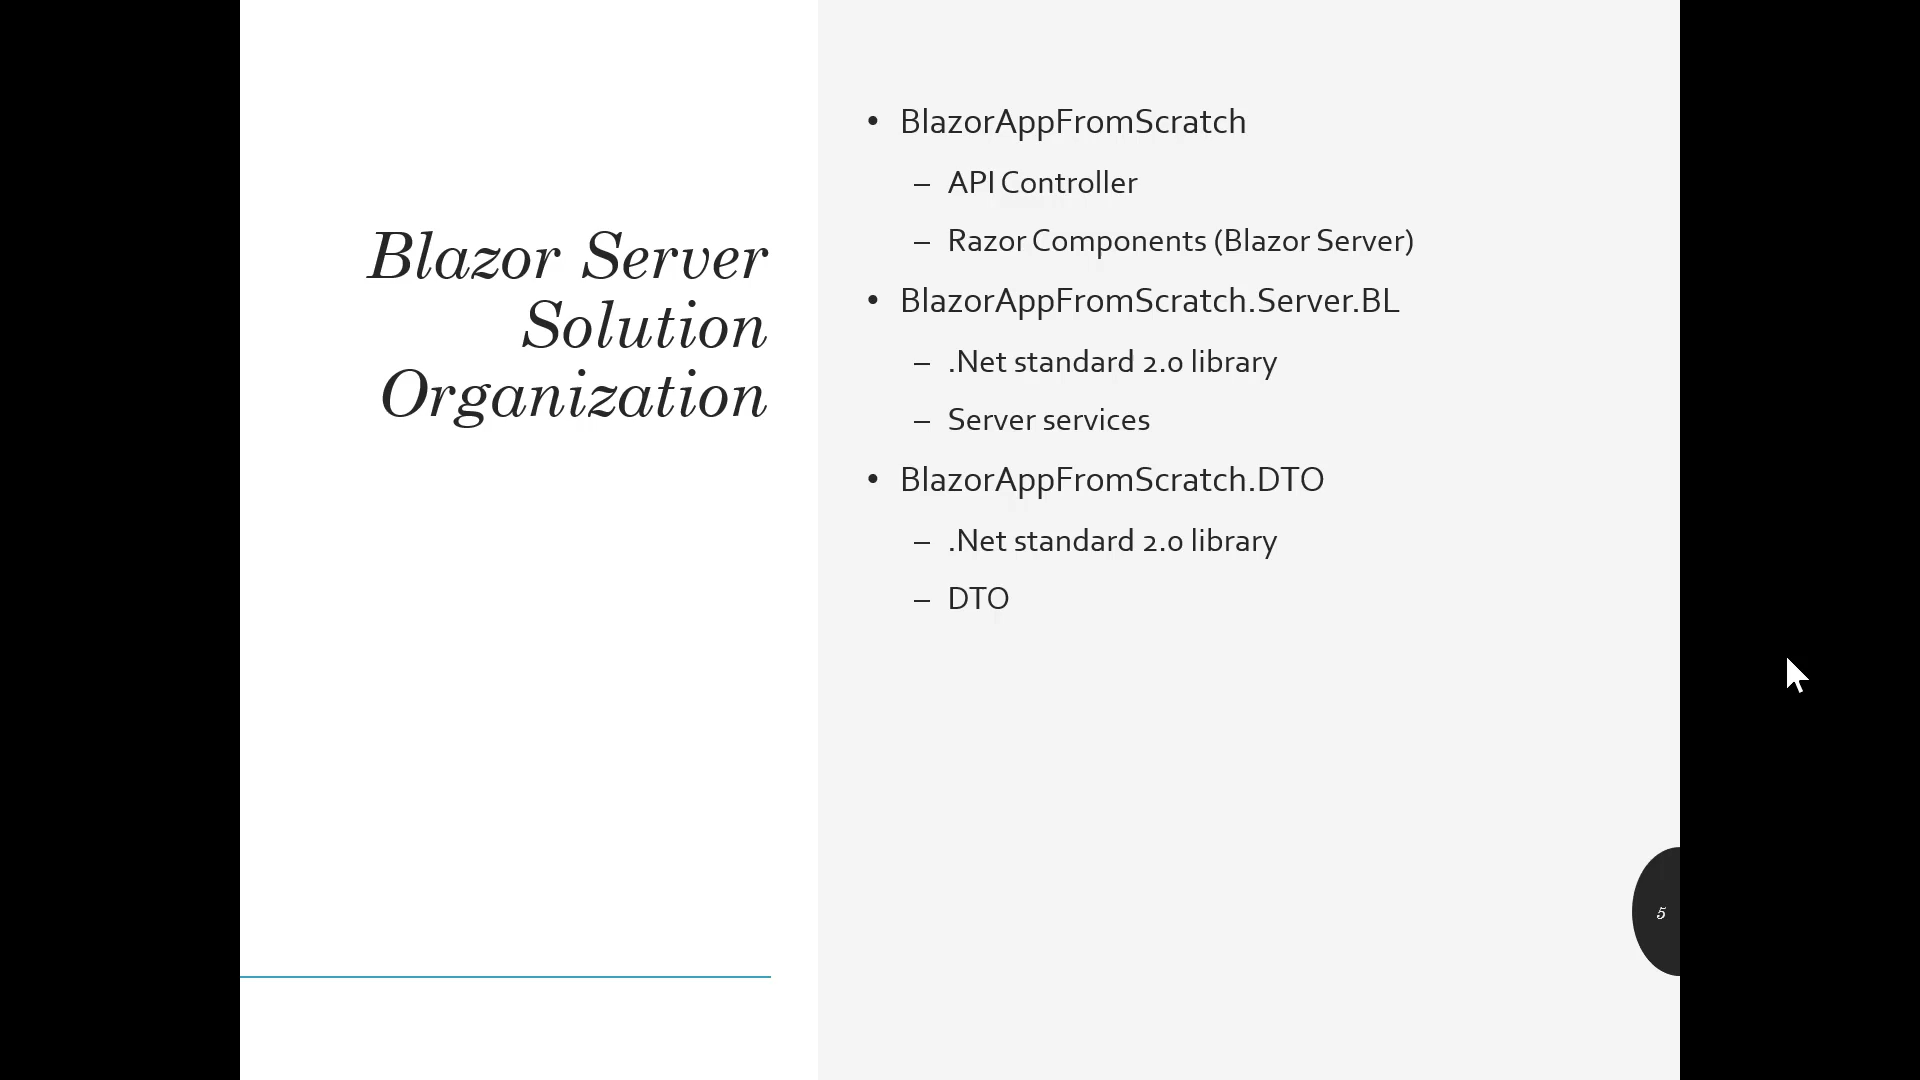 Blazor Server
Solution
Organization
• BlazorAppFromScratch
– API Controller
– Razor Components (Blazor Server)
• BlazorAppFromScratch.Server.BL
– .Net standard 2.0 library
– Server services
• BlazorAppFromScratch.DTO
– .Net standard 2.0 library
– DTO
5